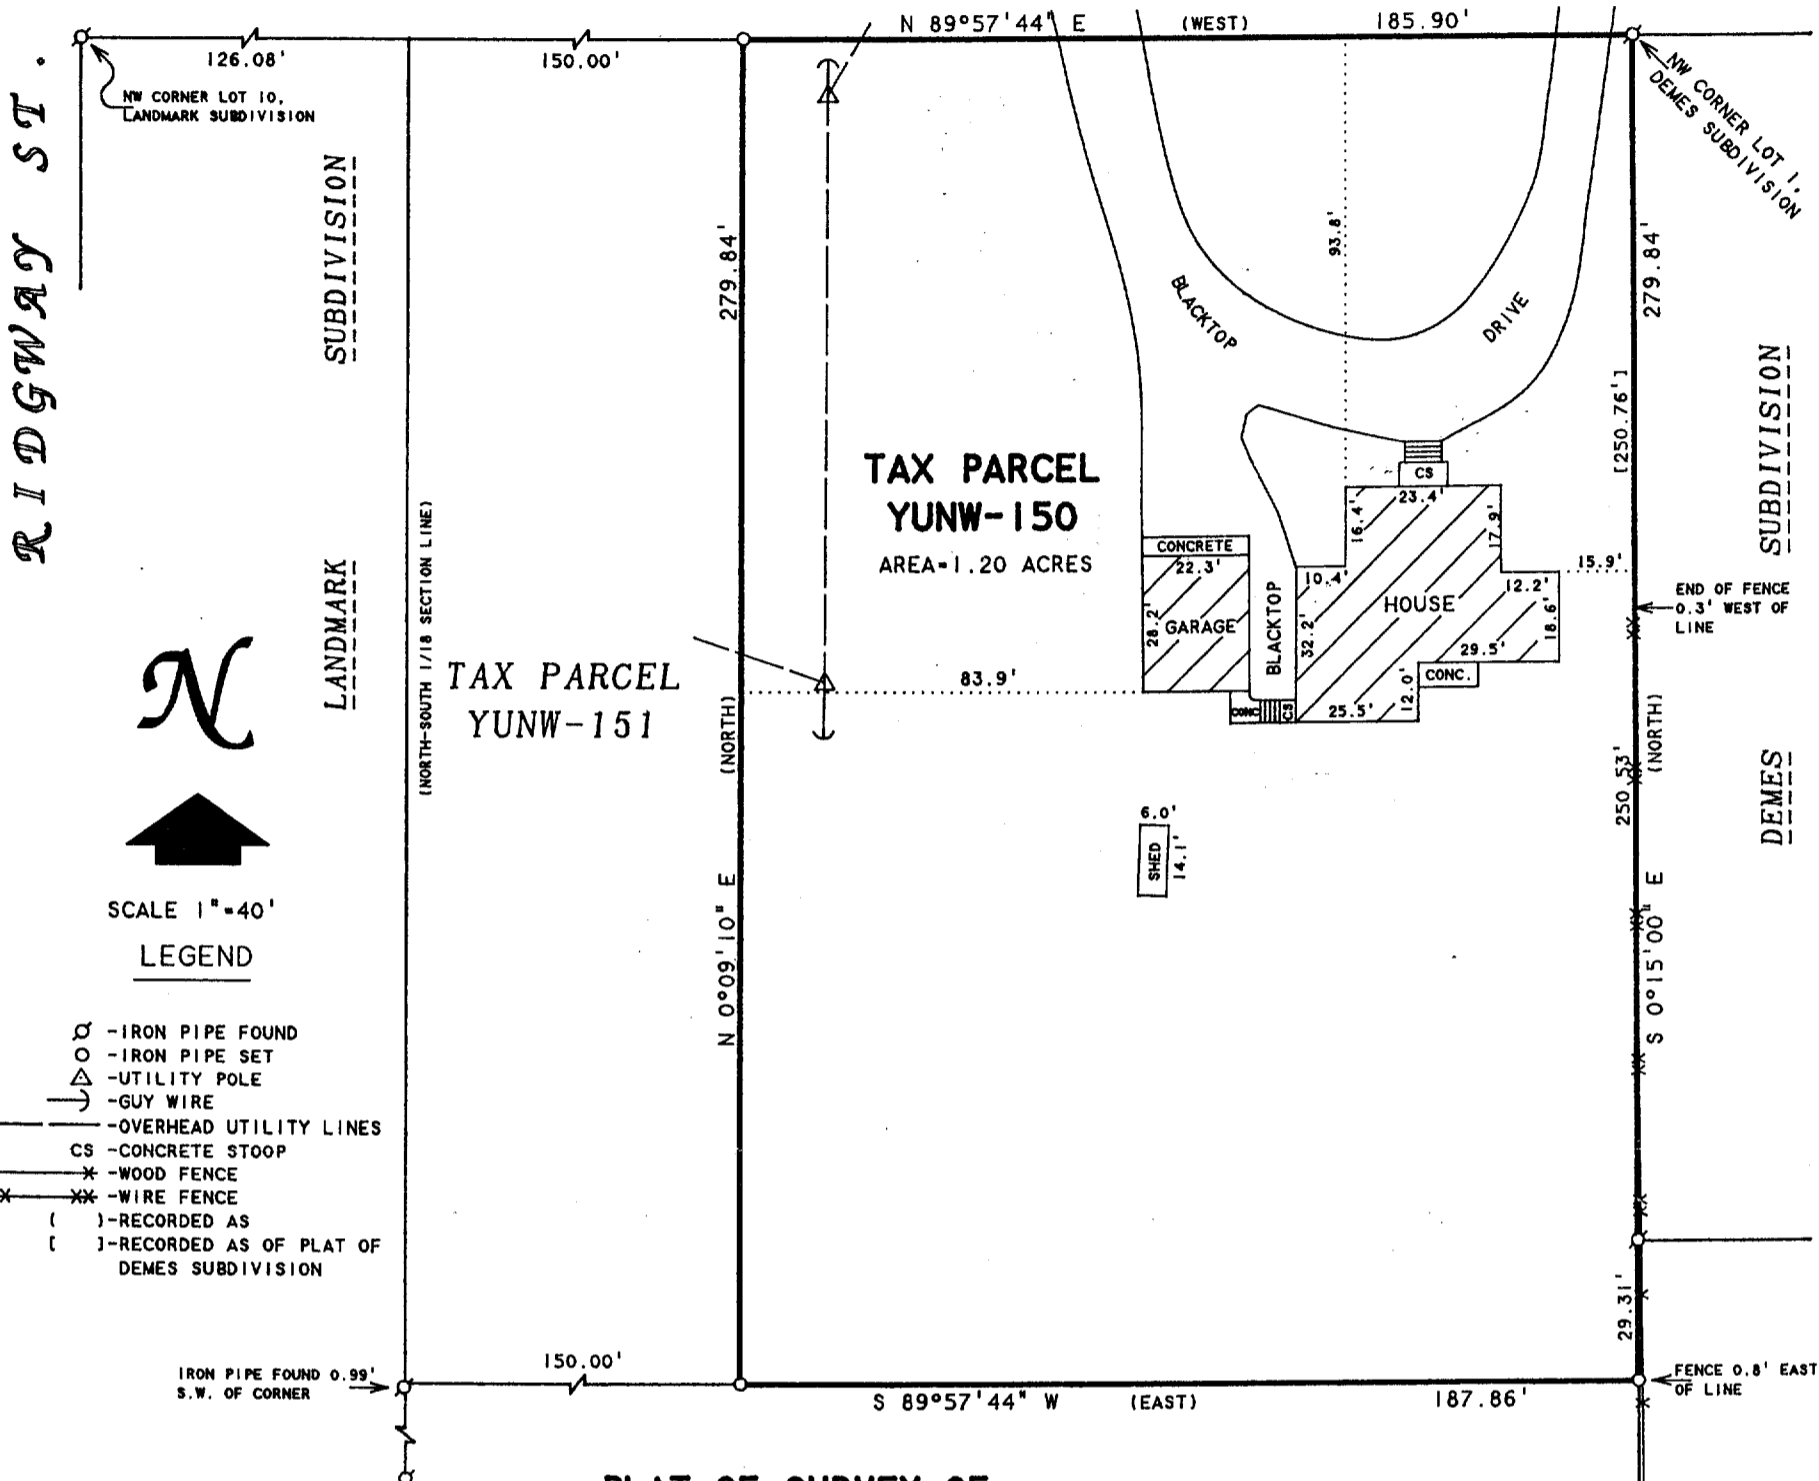 N 89°57'44" E (WEST) 185.90'
126.08'
150.00'
NW CORNER LOT 10,
LANDMARK SUBDIVISION
NW CORNER LOT 1,
DEMES SUBDIVISION
RIDGWAY ST.
LANDMARK SUBDIVISION
(NORTH-SOUTH 1/18 SECTION LINE)
279.84'
(NORTH)
N 0°09'10" E
93.8'
BLACKTOP
DRIVE
279.84'
[250.76']
DEMES SUBDIVISION
TAX PARCEL
YUNW-150
AREA=1.20 ACRES
TAX PARCEL
YUNW-151
CS
23.4'
16.4'
17.9'
CONCRETE
22.3'
28.2'
GARAGE
BLACKTOP
10.4'
32.2'
HOUSE
12.2'
18.6'
29.5'
15.9'
CONC.
12.0'
25.5'
CONC
CS
83.9'
END OF FENCE
0.3' WEST OF
LINE
250.53'
(NORTH)
S 0°15'00" E
6.0'
SHED
14.1'
N
SCALE 1"=40'
LEGEND
-IRON PIPE FOUND
-IRON PIPE SET
-UTILITY POLE
-GUY WIRE
-OVERHEAD UTILITY LINES
CS -CONCRETE STOOP
-WOOD FENCE
-WIRE FENCE
( )-RECORDED AS
[ ]-RECORDED AS OF PLAT OF
DEMES SUBDIVISION
29.31'
IRON PIPE FOUND 0.99'
S.W. OF CORNER
150.00'
S 89°57'44" W (EAST) 187.86'
FENCE 0.8' EAST
OF LINE
PLAT OF SURVEY OF